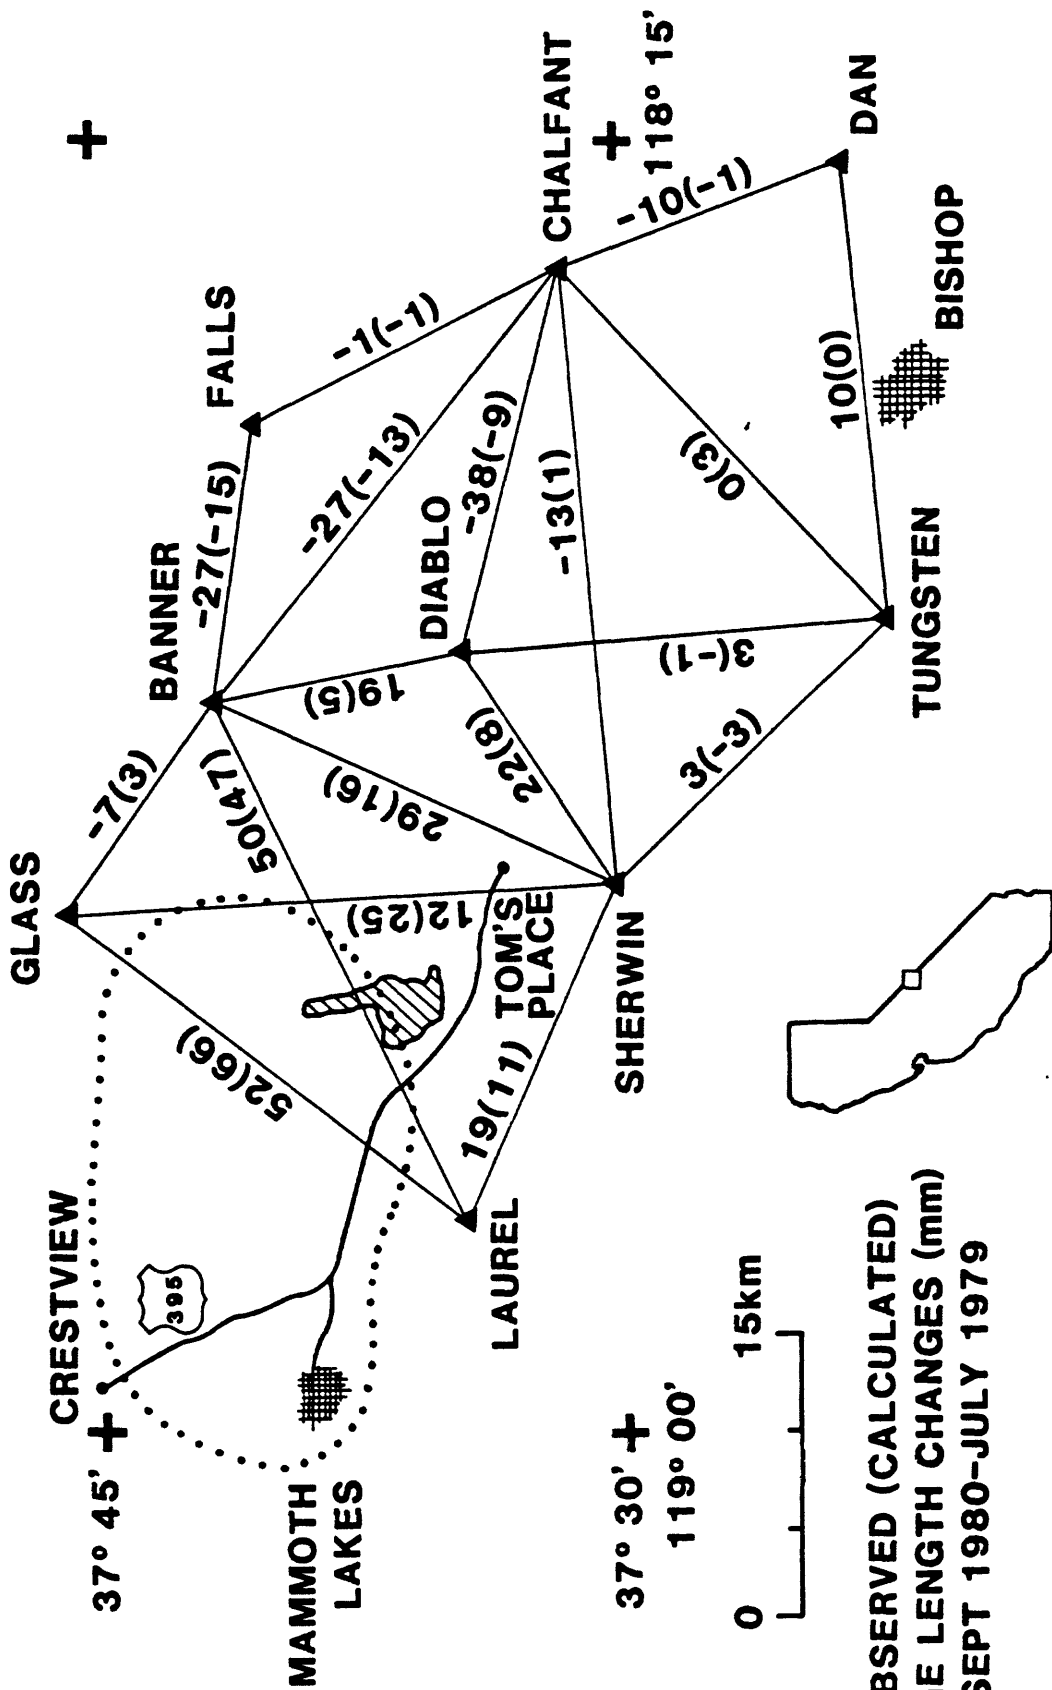 GLASS
CRESTVIEW
37° 45'
BANNER
FALLS
-7(3)
-27(-15)
395
50(47)
52(66)
19(5)
-1(-1)
MAMMOTH
LAKES
29(16)
-27(-13)
12(25)
DIABLO
-38(-9)
CHALFANT
22(8)
TOM'S
PLACE
LAUREL
19(11)
-13(1)
SHERWIN
37° 30'
119° 00'
118° 15'
-10(-1)
3(-1)
0(3)
3(-3)
0
15km
10(0)
DAN
TUNGSTEN
BISHOP
BSERVED (CALCULATED)
E LENGTH CHANGES (mm)
SEPT 1980-JULY 1979